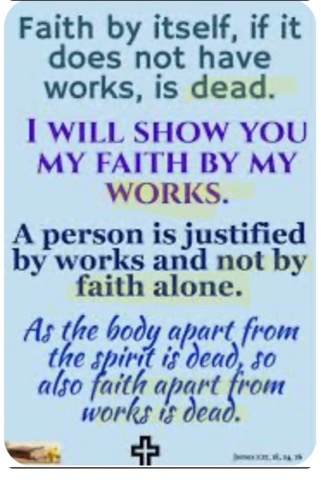 Faith by itself, if it
does not have
works, is dead.
I WILL SHOW YOU
MY FAITH BY MY
WORKS.
A person is justified
by works and not by
faith alone.
As the body apart from
the spirit is dead, so
also faith apart from
works is dead.